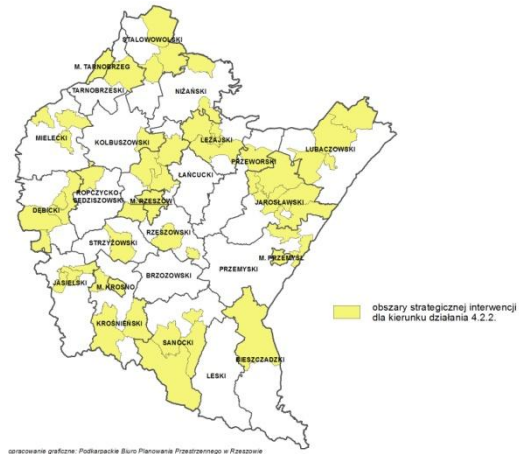 STALOWOWOLSKI
M. TARNOBRZEG
TARNOBRZESKI
NIŻAŃSKI
MIELECKI
KOLBUSZOWSKI
LEŻAJSKI
LUBACZOWSKI
PRZEWORSKI
ŁAŃCUCKI
ROPCZYCKO-
SĘDZISZOWSKI
M. RZESZÓW
JAROSŁAWSKI
DĘBICKI
RZESZOWSKI
STRZYŻOWSKI
M. PRZEMYŚL
PRZEMYSKI
BRZOZOWSKI
JASIELSKI
M. KROSNO
KROŚNIEŃSKI
SANOCKI
BIESZCZADZKI
LESKI
obszary strategicznej interwencji
dla kierunku działania 4.2.2.
opracowanie graficzne: Podkarpackie Biuro Planowania Przestrzennego w Rzeszowie